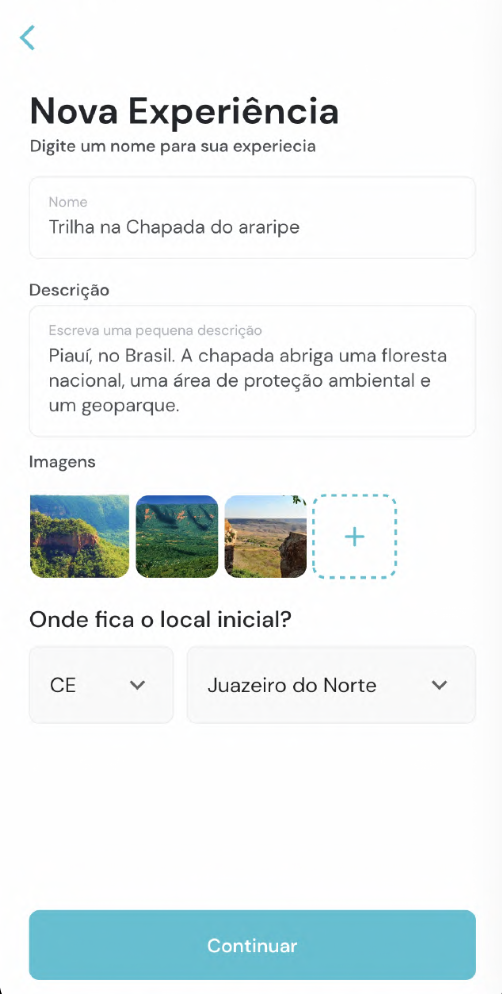 Nova Experiência
Digite um nome para sua experiecia
Nome
Trilha na Chapada do araripe
Descrição
Escreva uma pequena descrição
Piauí, no Brasil. A chapada abriga uma floresta
nacional, uma área de proteção ambiental e
um geoparque.
Imagens
Onde fica o local inicial?
CE
Juazeiro do Norte
Continuar